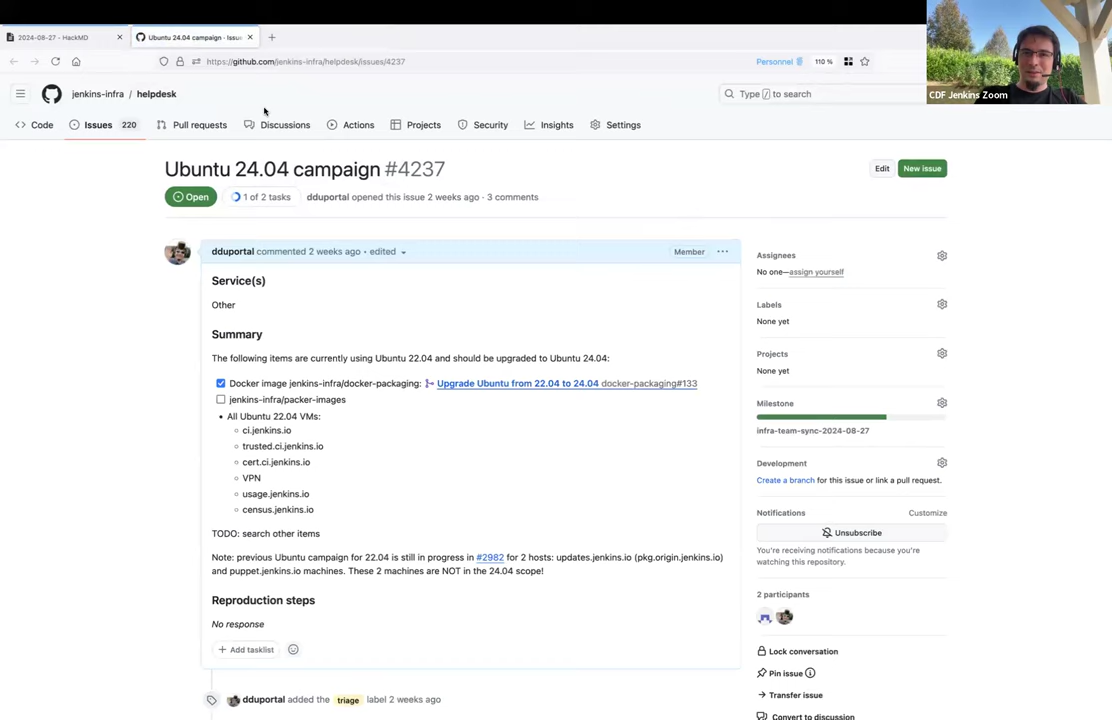 2024-08-27 - HackMD
Ubuntu 24.04 campaign · Issu
https://github.com/jenkins-infra/helpdesk/issues/4237
Personnel
110 %
CDF Jenkins Zoom
jenkins-infra / helpdesk
Type / to search
Code
Issues 220
Pull requests
Discussions
Actions
Projects
Security
Insights
Settings
Ubuntu 24.04 campaign #4237
Edit
New issue
Open
1 of 2 tasks
dduportal opened this issue 2 weeks ago · 3 comments
dduportal commented 2 weeks ago • edited
Member
Service(s)
Other
Summary
The following items are currently using Ubuntu 22.04 and should be upgraded to Ubuntu 24.04:
Docker image jenkins-infra/docker-packaging: Upgrade Ubuntu from 22.04 to 24.04 docker-packaging#133
jenkins-infra/packer-images
All Ubuntu 22.04 VMs:
ci.jenkins.io
trusted.ci.jenkins.io
cert.ci.jenkins.io
VPN
usage.jenkins.io
census.jenkins.io
TODO: search other items
Note: previous Ubuntu campaign for 22.04 is still in progress in #2982 for 2 hosts: updates.jenkins.io (pkg.origin.jenkins.io)
and puppet.jenkins.io machines. These 2 machines are NOT in the 24.04 scope!
Reproduction steps
No response
Add tasklist
dduportal added the triage label 2 weeks ago
Assignees
No one—assign yourself
Labels
None yet
Projects
None yet
Milestone
infra-team-sync-2024-08-27
Development
Create a branch for this issue or link a pull request.
Notifications
Customize
Unsubscribe
You're receiving notifications because you're
watching this repository.
2 participants
Lock conversation
Pin issue
Transfer issue
Convert to discussion